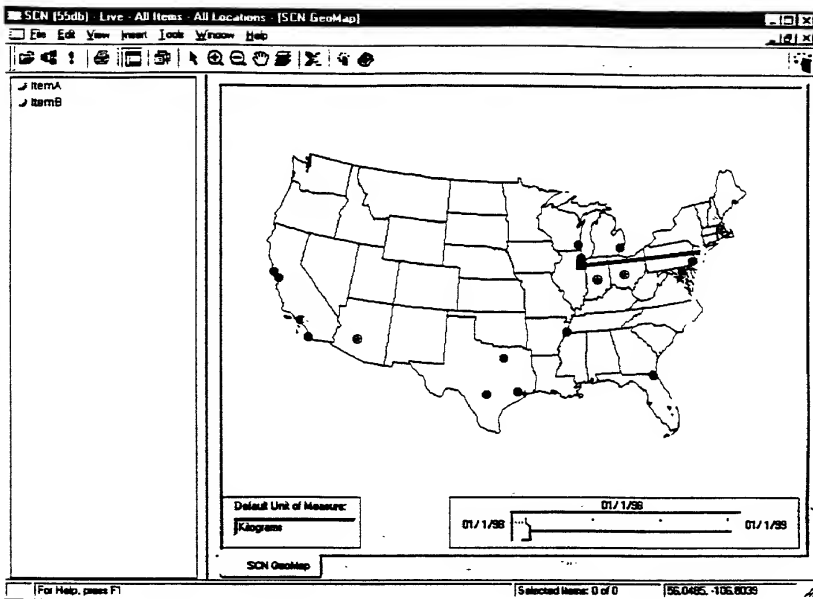 SCN [55db] - Live - All Items - All Locations - [SCN GeoMap]
File Edit View Insert Tools Window Help
ItemA
ItemB
Default Unit of Measure:
Kilograms
01/ 1/98
01/ 1/98
01/ 1/99
SCN GeoMap
For Help, press F1
Selected Items: 0 of 0
56.0485, -106.8039